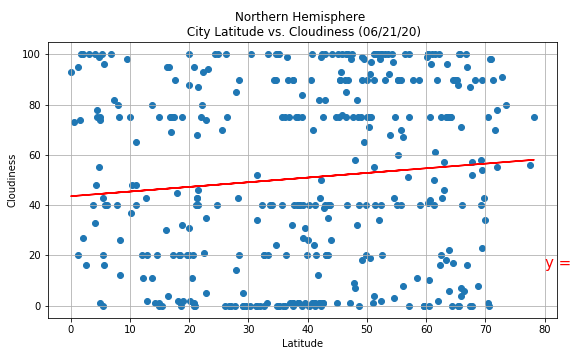 Northern Hemisphere
City Latitude vs. Cloudiness (06/21/20)
100
80
60
40
20
0
Cloudiness
y =
0 10 20 30 40 50 60 70 80
Latitude